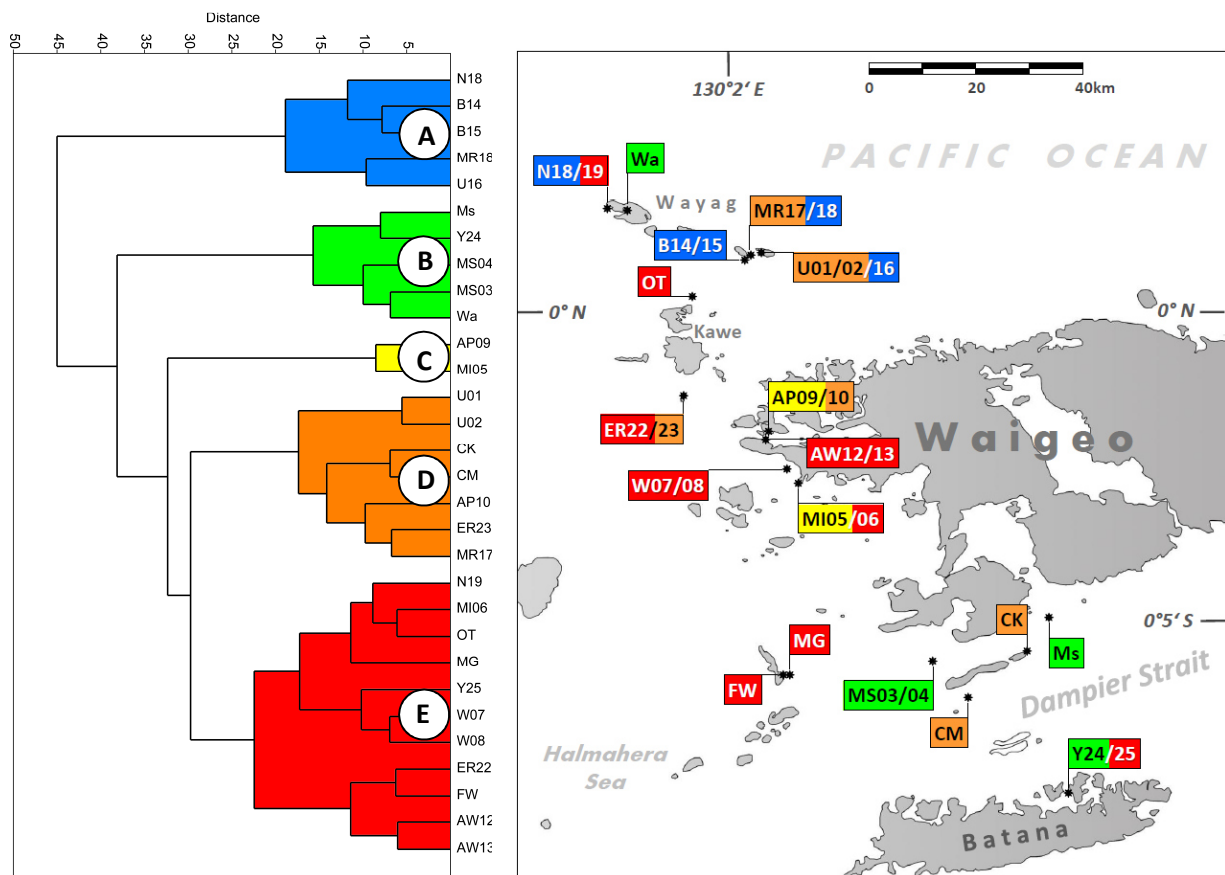 Distance
50 45 40 35 30 25 20 15 10 5
N18
B14
B15
MR18
U16
Ms
Y24
MS04
MS03
Wa
AP09
MI05
U01
U02
CK
CM
AP10
ER23
MR17
N19
MI06
OT
MG
Y25
W07
W08
ER22
FW
AW12
AW13
A
B
C
D
E
130°2' E
0 20 40km
PACIFIC OCEAN
Wa
N18/19
Wayag
MR17/18
B14/15
U01/02/16
OT
0° N
0° N
Kawe
AP09/10
ER22/23
Waigeo
AW12/13
W07/08
MI05/06
CK
0°5' S
MG
Ms
FW
MS03/04
Dampier Strait
CM
Halmahera
Sea
Y24/25
Batana